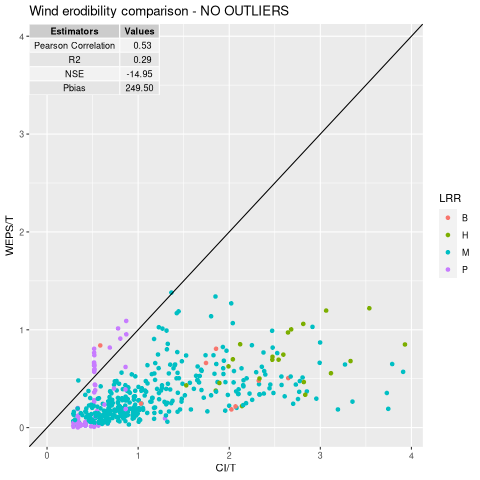 Wind erodibility comparison - NO OUTLIERS
Estimators Values
Pearson Correlation 0.53
R2 0.29
NSE -14.95
Pbias 249.50
4
3
2
1
0
WEPS/T
0 1 2 3 4
CI/T
LRR
B
H
M
P